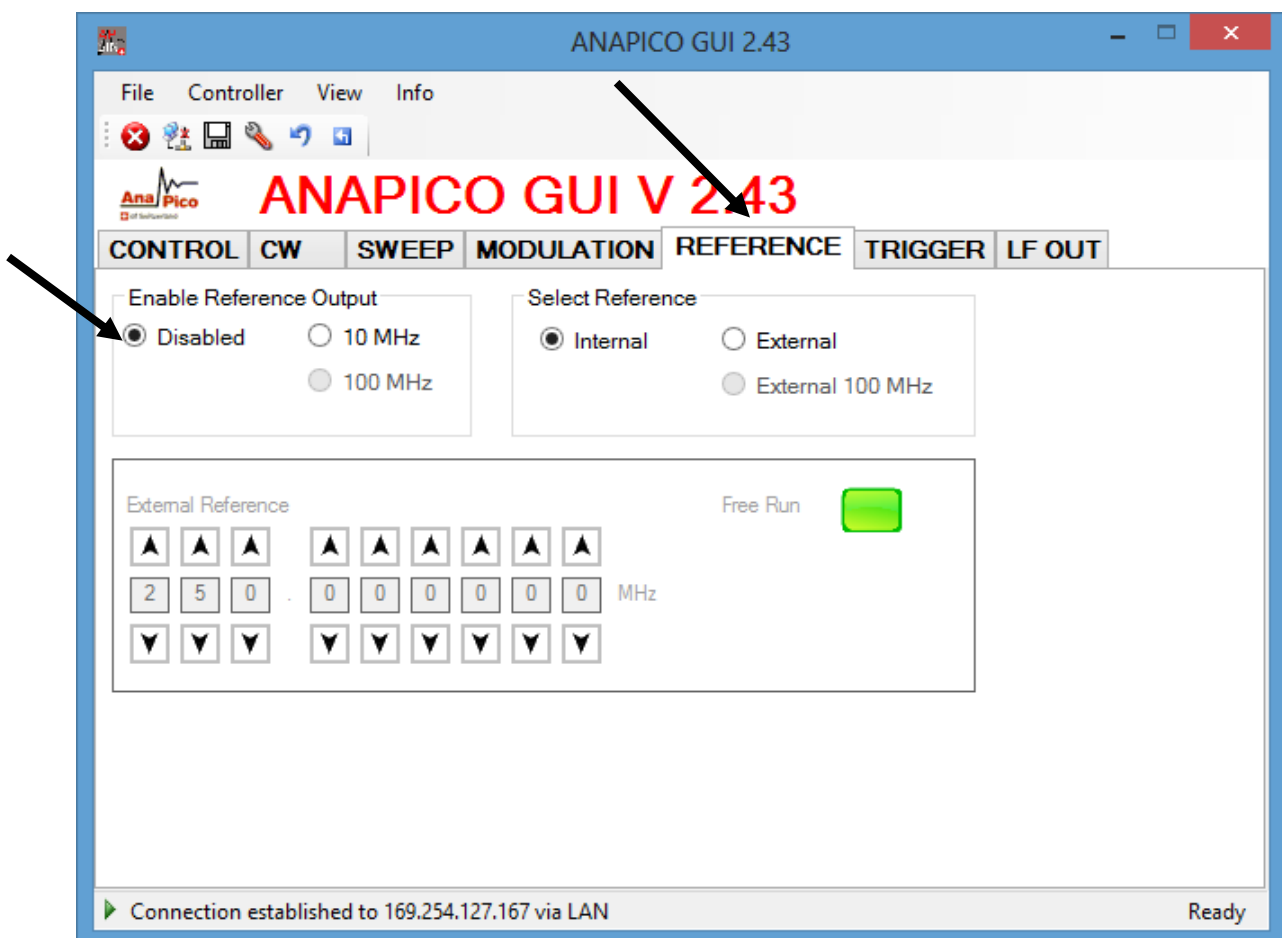 ANAPICO GUI 2.43
File Controller View Info
Ana Pico
ANAPICO GUI V 2.43
CONTROL CW SWEEP MODULATION REFERENCE TRIGGER LF OUT
Enable Reference Output Select Reference
Disabled 10 MHz Internal External
100 MHz External 100 MHz
External Reference Free Run
2 5 0 . 0 0 0 0 0 0 MHz
Connection established to 169.254.127.167 via LAN Ready